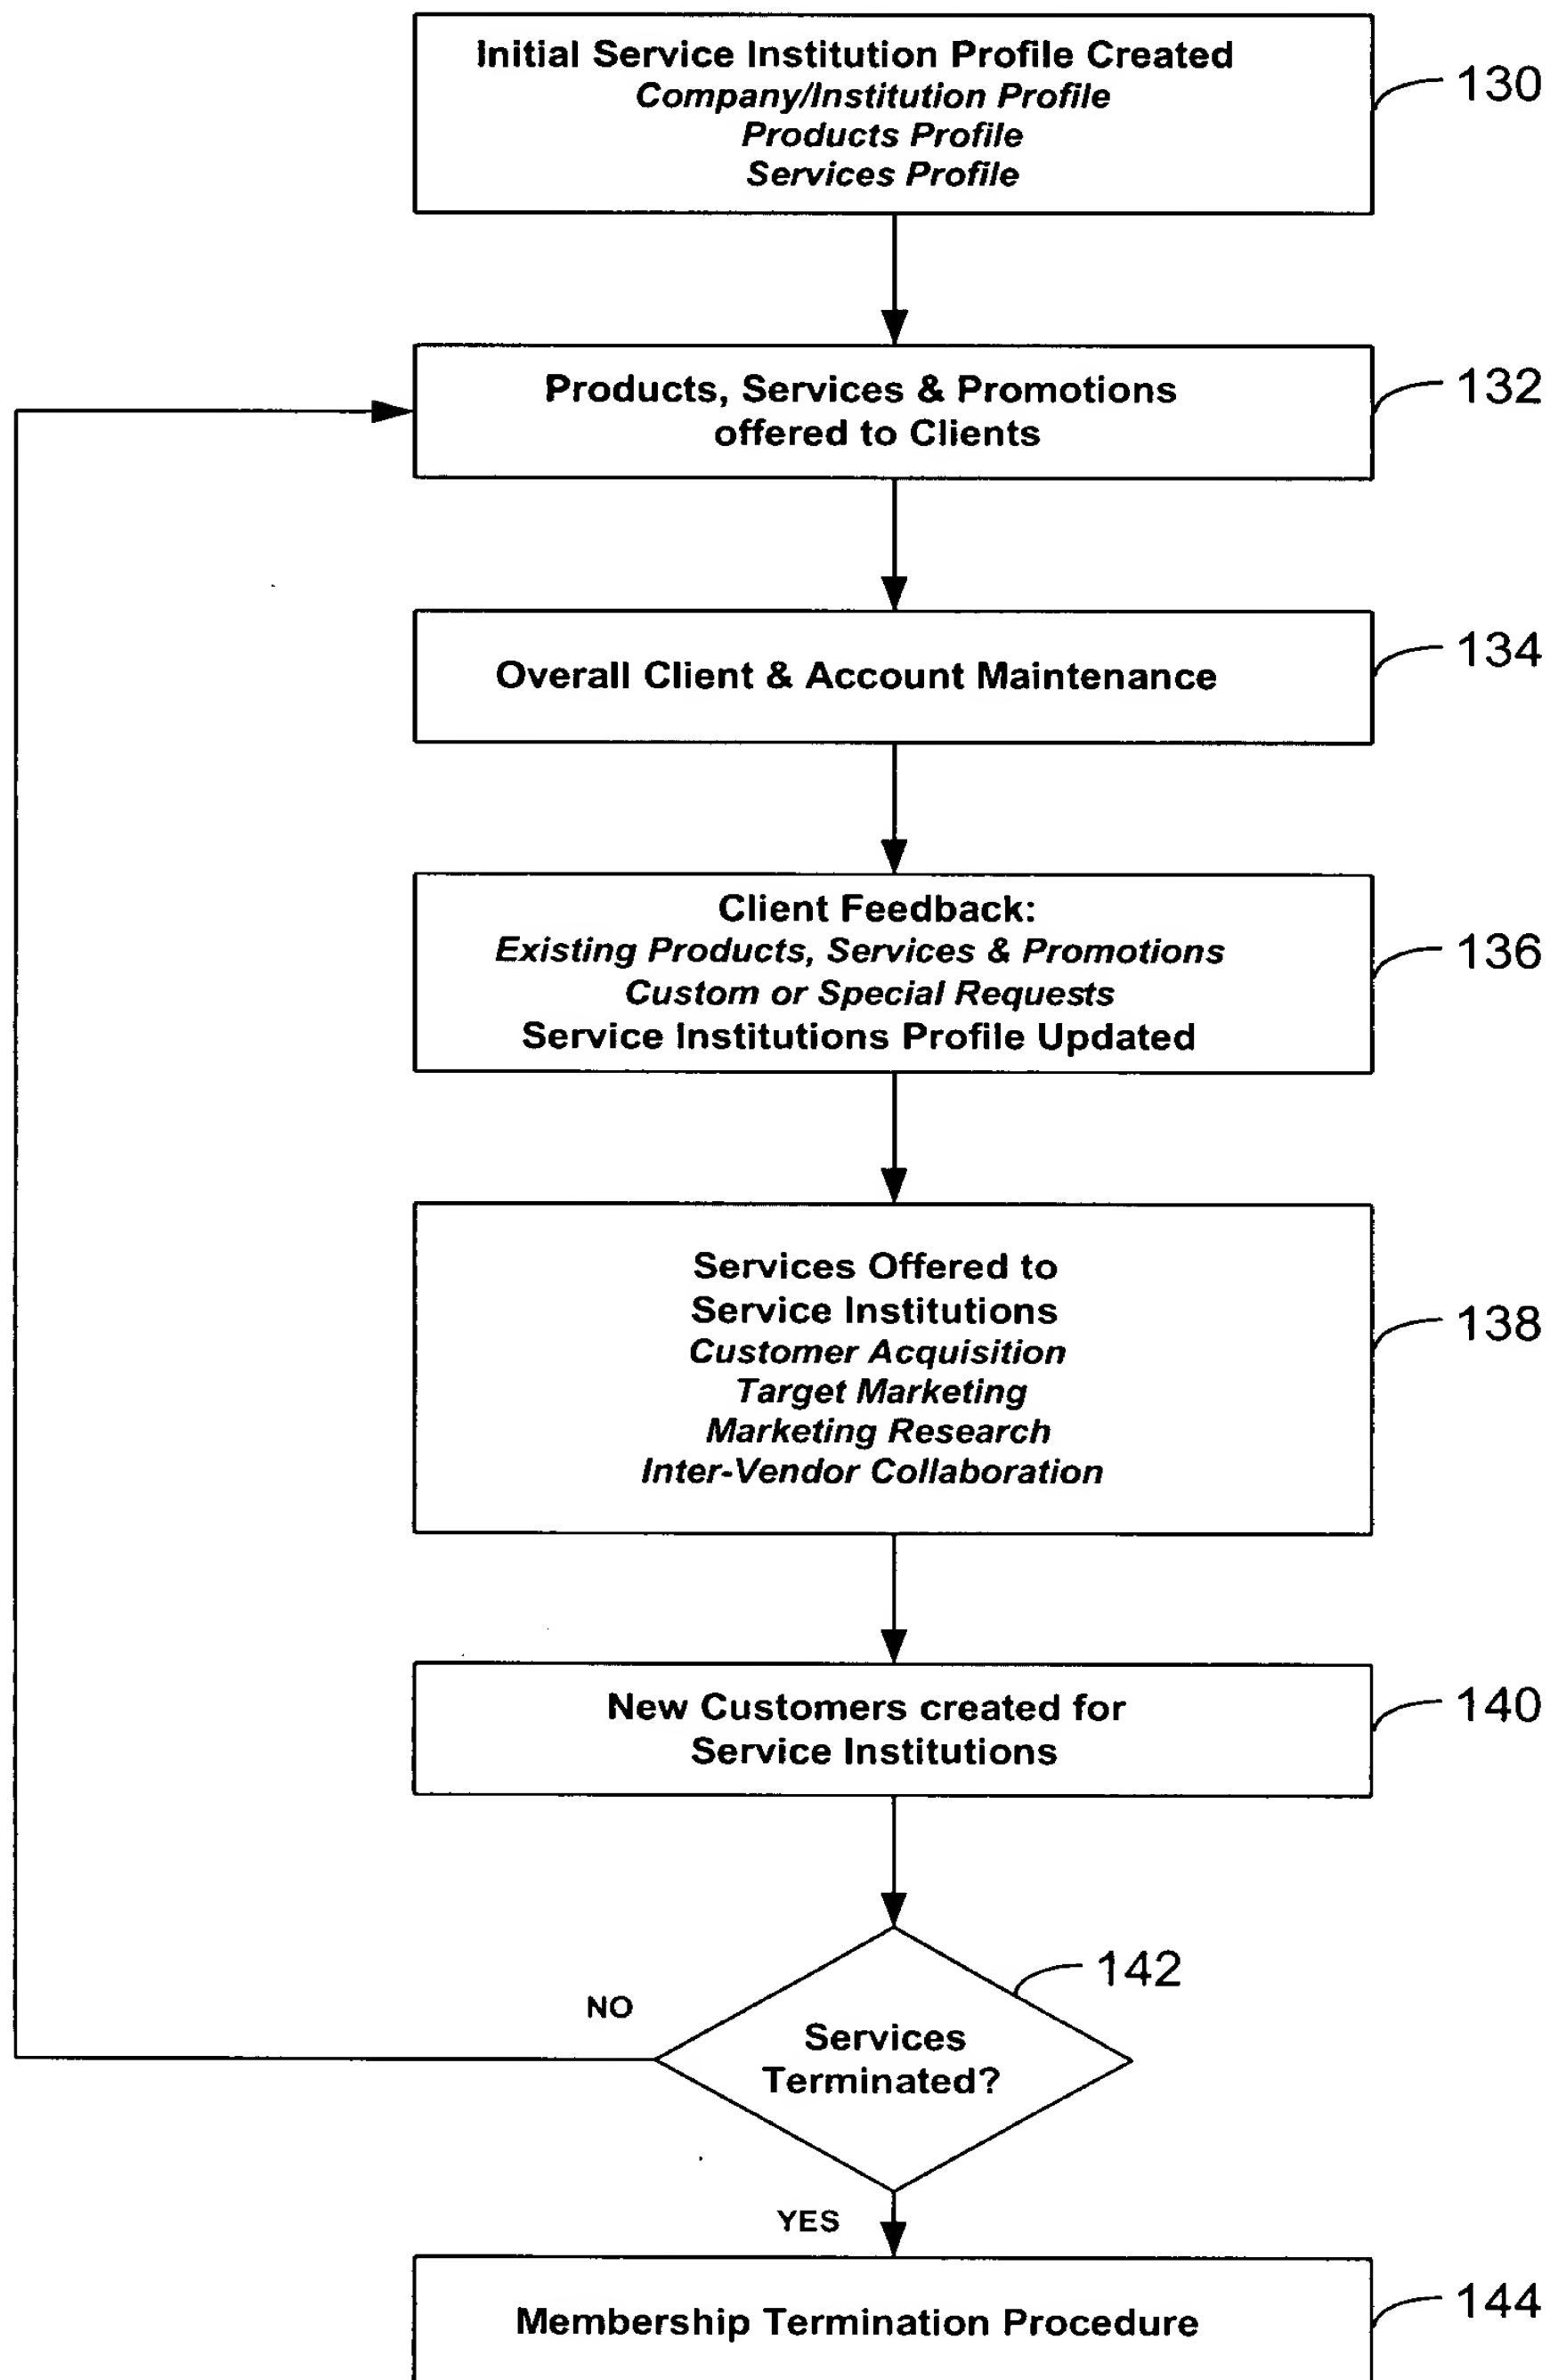 Initial Service Institution Profile Created
Company/Institution Profile
Products Profile
Services Profile
130
Products, Services & Promotions
offered to Clients
132
Overall Client & Account Maintenance
134
Client Feedback:
Existing Products, Services & Promotions
Custom or Special Requests
Service Institutions Profile Updated
136
Services Offered to
Service Institutions
Customer Acquisition
Target Marketing
Marketing Research
Inter-Vendor Collaboration
138
New Customers created for
Service Institutions
140
142
NO
Services
Terminated?
YES
Membership Termination Procedure
144